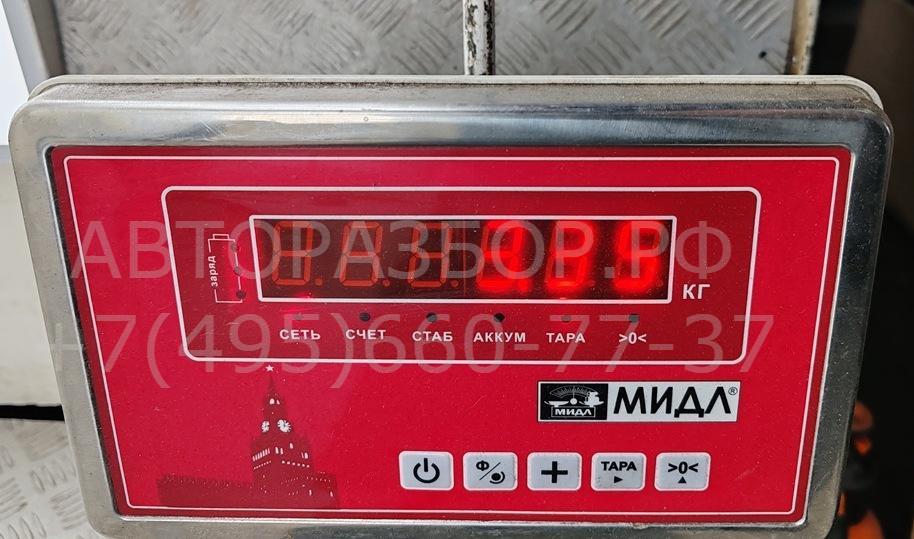 АВТОРАЗБОР.РФ
+7(495)660-77-37
заряд
КГ
СЕТЬ СЧЕТ СТАБ АККУМ ТАРА >0<
МИДЛ МИДЛ®
Ф ТАРА >0<